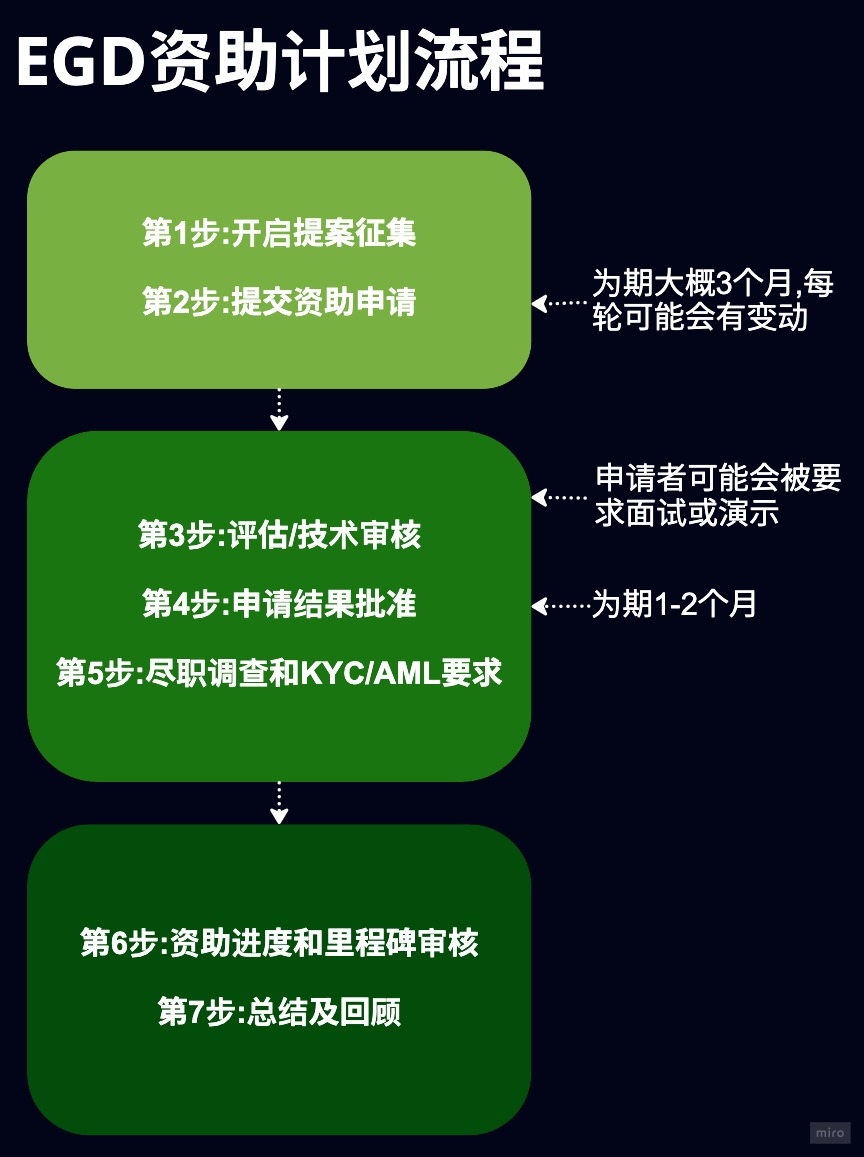 EGD资助计划流程
第1步:开启提案征集
第2步:提交资助申请
为期大概3个月,每
轮可能会有变动
申请者可能会被要
求面试或演示
第3步:评估/技术审核
第4步:申请结果批准
为期1-2个月
第5步:尽职调查和KYC/AML要求
第6步:资助进度和里程碑审核
第7步:总结及回顾
miro